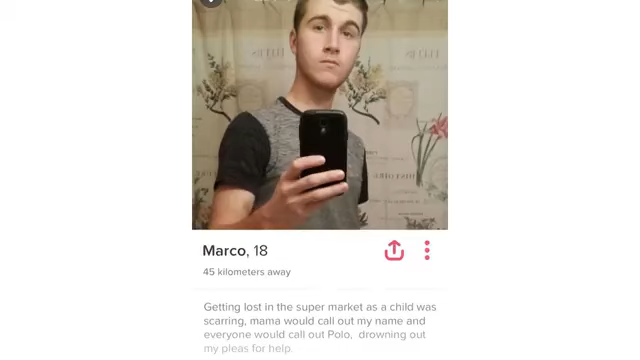 Marco, 18
45 kilometers away
Getting lost in the super market as a child was
scarring, mama would call out my name and
everyone would call out Polo, drowning out
my pleas for help.